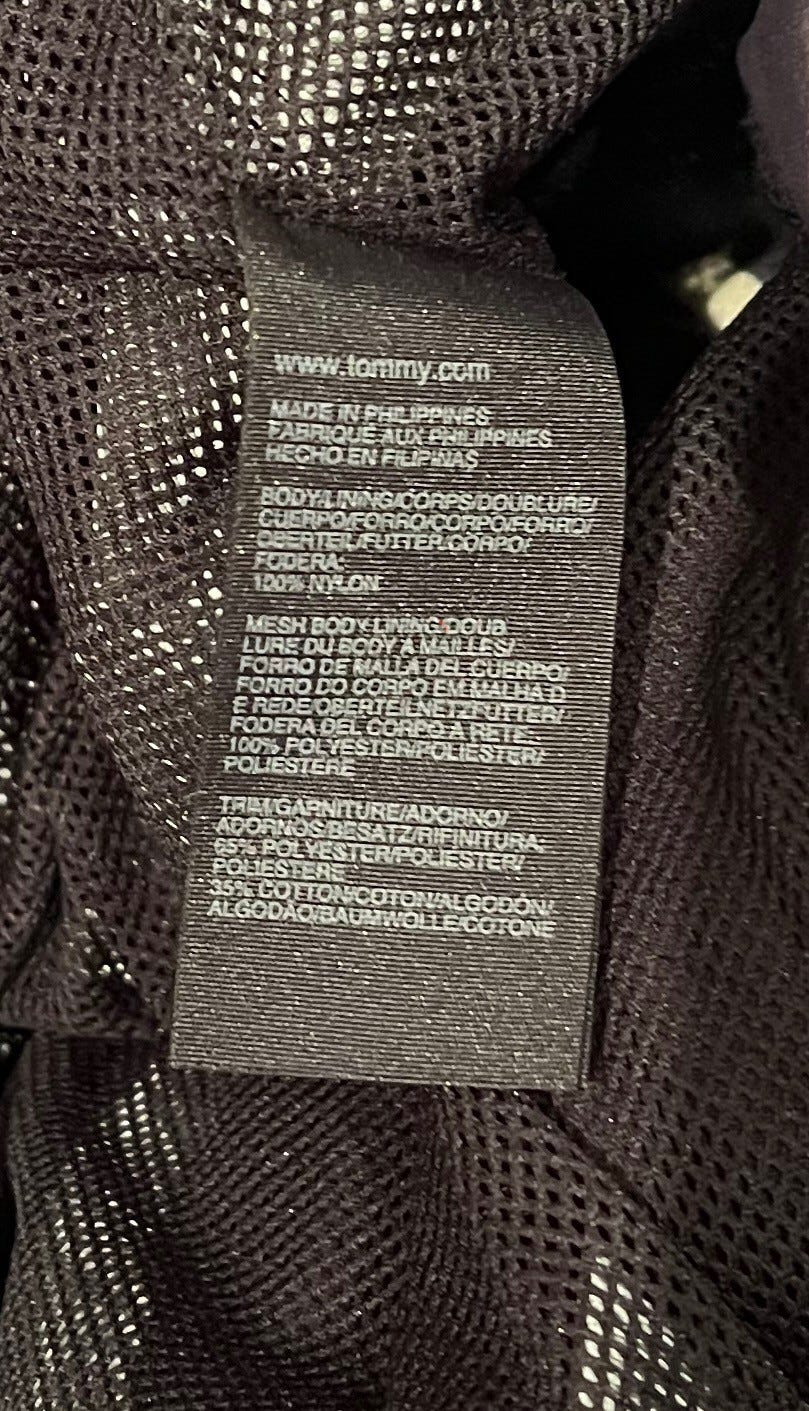 www.tommy.com
MADE IN PHILIPPINES
FABRIQUÉ AUX PHILIPPINES
HECHO EN FILIPINAS
BODY/LINING/CORPS/DOUBLURE/
CUERPO/FORRO/CORPO/FORRO/
OBERTEIL/FUTTER/CORPO/
FODERA:
100% NYLON
MESH BODY LINING/DOUB
LURE DU BODY A MAILLES/
FORRO DE MALLA DEL CUERPO/
FORRO DO CORPO EM MALHA D
E REDE/OBERTEILNETZFUTTER/
FODERA DEL CORPO A RETE:
100% POLYESTER/POLIÉSTER/
POLIESTERE
TRIM/GARNITURE/ADORNO/
ADORNOS/BESATZ/RIFINITURA:
65% POLYESTER/POLIÉSTER/
POLIESTERE
35% COTTON/COTON/ALGODÓN/
ALGODÃO/BAUMWOLLE/COTONE